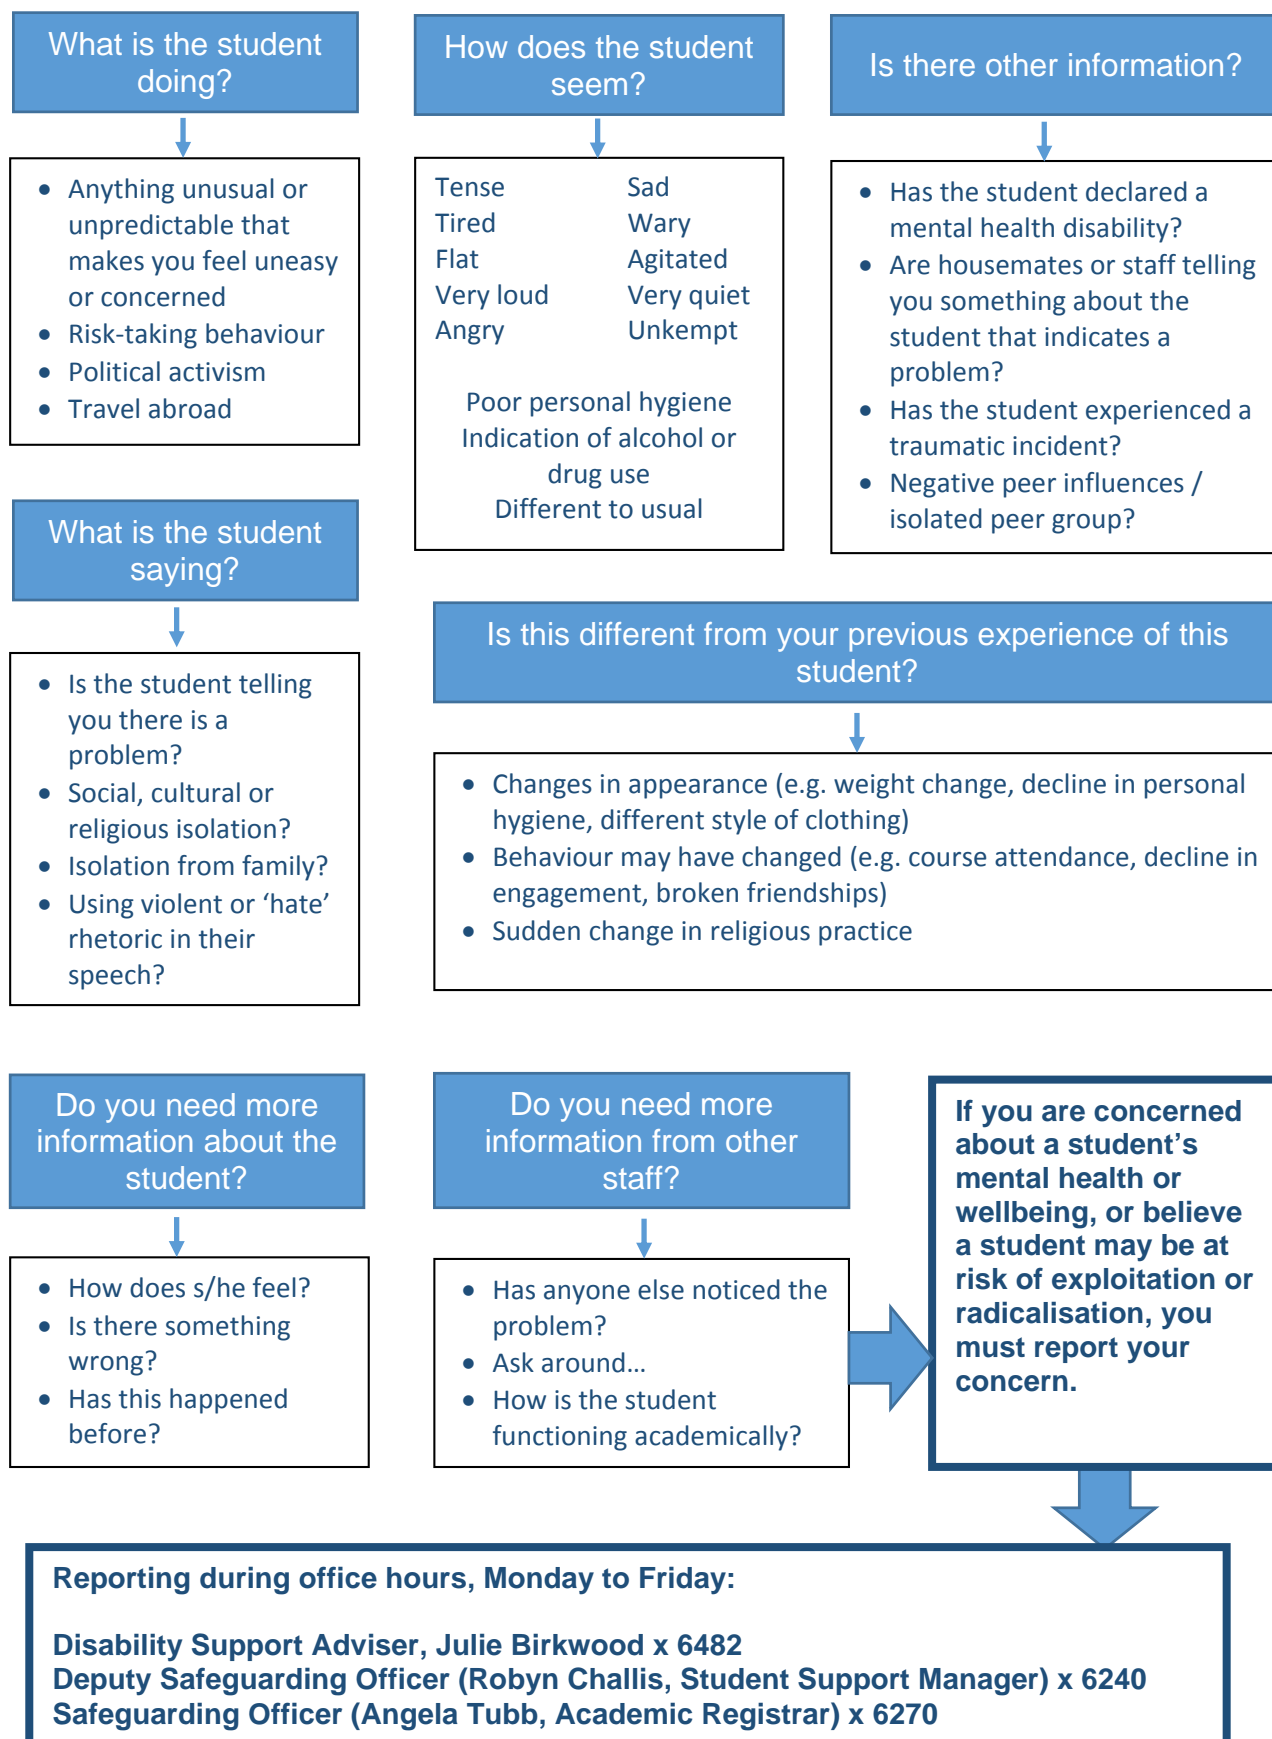 What is the student
doing?
• Anything unusual or
unpredictable that
makes you feel uneasy
or concerned
• Risk-taking behaviour
• Political activism
• Travel abroad
How does the student
seem?
Tense Sad
Tired Wary
Flat Agitated
Very loud Very quiet
Angry Unkempt
Poor personal hygiene
Indication of alcohol or
drug use
Different to usual
Is there other information?
• Has the student declared a
mental health disability?
• Are housemates or staff telling
you something about the
student that indicates a
problem?
• Has the student experienced a
traumatic incident?
• Negative peer influences /
isolated peer group?
What is the student
saying?
• Is the student telling
you there is a
problem?
• Social, cultural or
religious isolation?
• Isolation from family?
• Using violent or ‘hate’
rhetoric in their
speech?
Is this different from your previous experience of this
student?
• Changes in appearance (e.g. weight change, decline in personal
hygiene, different style of clothing)
• Behaviour may have changed (e.g. course attendance, decline in
engagement, broken friendships)
• Sudden change in religious practice
Do you need more
information about the
student?
• How does s/he feel?
• Is there something
wrong?
• Has this happened
before?
Do you need more
information from other
staff?
• Has anyone else noticed the
problem?
• Ask around…
• How is the student
functioning academically?
If you are concerned
about a student’s
mental health or
wellbeing, or believe
a student may be at
risk of exploitation or
radicalisation, you
must report your
concern.
Reporting during office hours, Monday to Friday:
Disability Support Adviser, Julie Birkwood x 6482
Deputy Safeguarding Officer (Robyn Challis, Student Support Manager) x 6240
Safeguarding Officer (Angela Tubb, Academic Registrar) x 6270